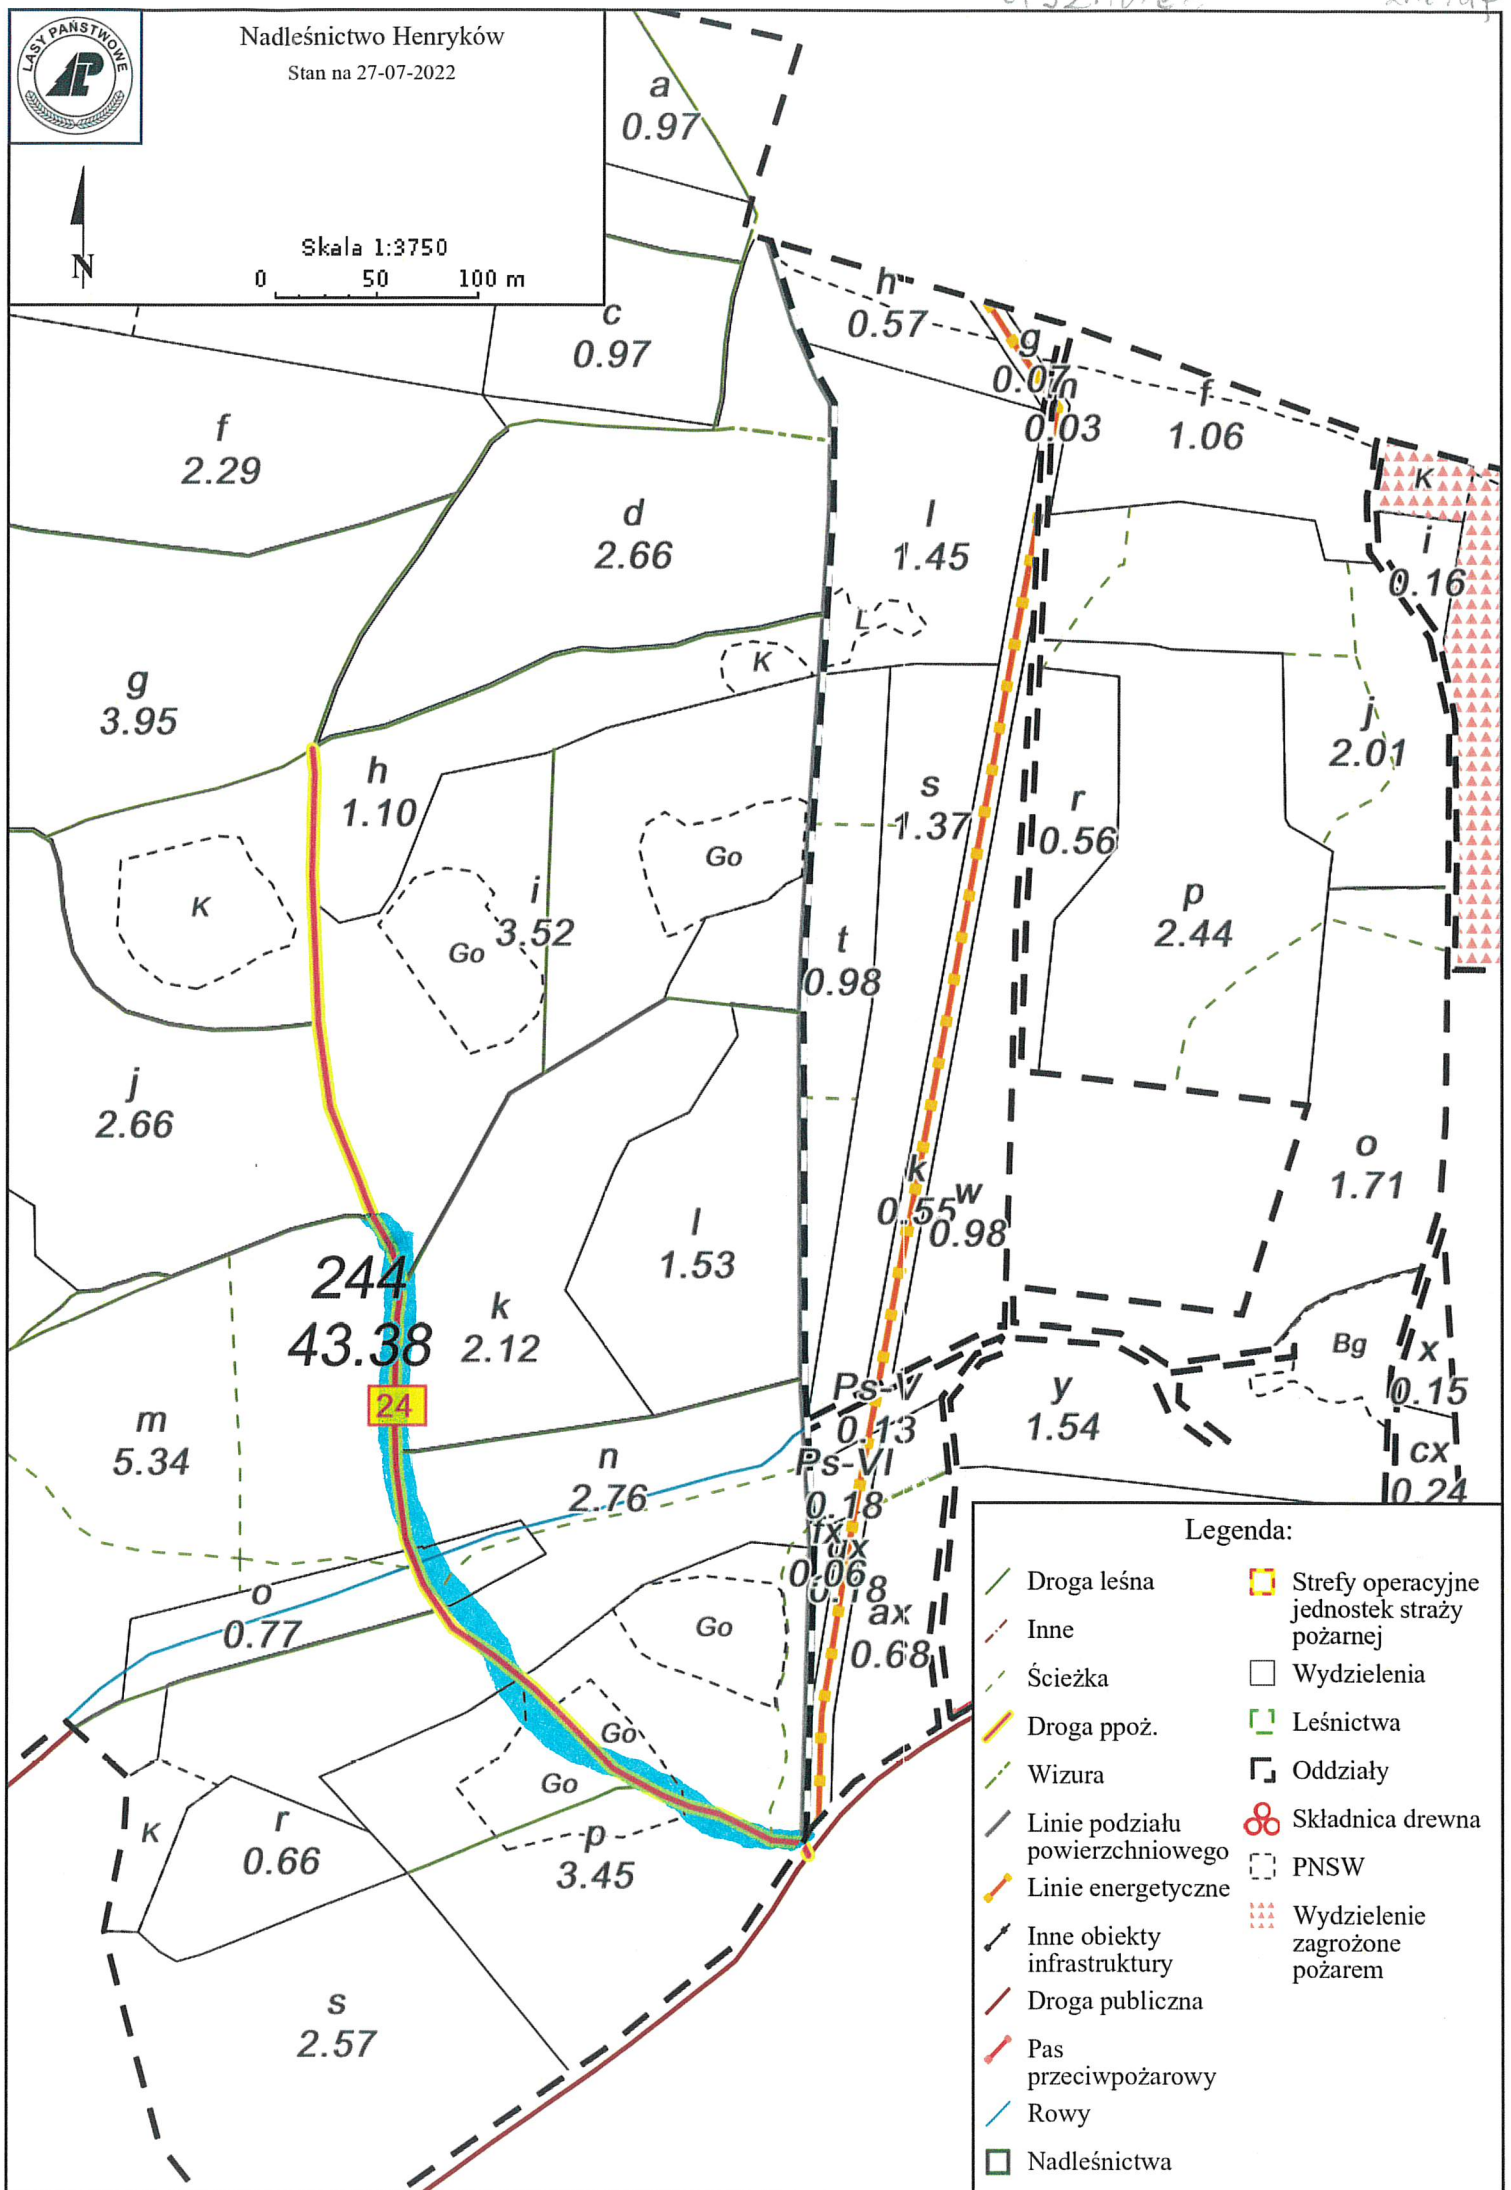 LASY PAŃSTWOWE
LP
Nadleśnictwo Henryków
Stan na 27-07-2022
N
Skala 1:3750
0 50 100 m
a
0.97
c
0.97
h
0.57
g
0.07
n
0.03
f
1.06
K
i
0.16
f
2.29
d
2.66
l
1.45
L
K
g
3.95
j
2.01
h
1.10
s
1.37
r
0.56
Go
K
i
3.52
Go
t
0.98
p
2.44
j
2.66
o
1.71
k
0.55
w
0.98
l
1.53
244
43.38
k
2.12
24
Bg
x
0.15
Ps-V
0.13
y
1.54
m
5.34
n
2.76
Ps-VI
0.18
cx
0.24
fx
0.06
0.18
o
0.77
ax
0.68
Go
Go
Go
K
r
0.66
p
3.45
s
2.57
Legenda:
Droga leśna
Inne
Ścieżka
Droga ppoż.
Wizura
Linie podziału
powierzchniowego
Linie energetyczne
Inne obiekty
infrastruktury
Droga publiczna
Pas
przeciwpożarowy
Rowy
Nadleśnictwa
Strefy operacyjne
jednostek straży
pożarnej
Wydzielenia
Leśnictwa
Oddziały
Składnica drewna
PNSW
Wydzielenie
zagrożone
pożarem